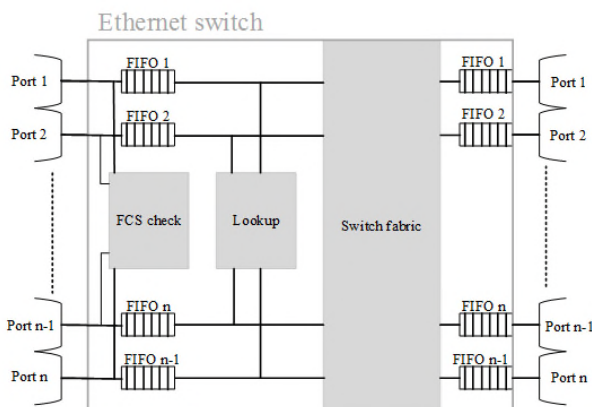 Ethernet switch
FIFO 1 FIFO 1
Port 1 Port 1
FIFO 2 FIFO 2
Port 2 Port 2
FCS check Lookup Switch fabric
FIFO n FIFO n
Port n-1 Port n-1
FIFO n-1 FIFO n-1
Port n Port n